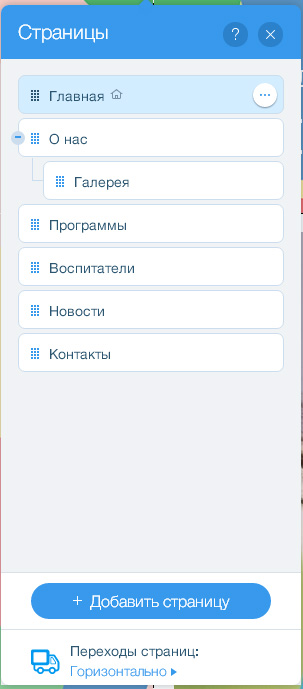 Страницы
?
Главная
О нас
Галерея
Программы
Воспитатели
Новости
Контакты
+ Добавить страницу
Переходы страниц:
Горизонтально